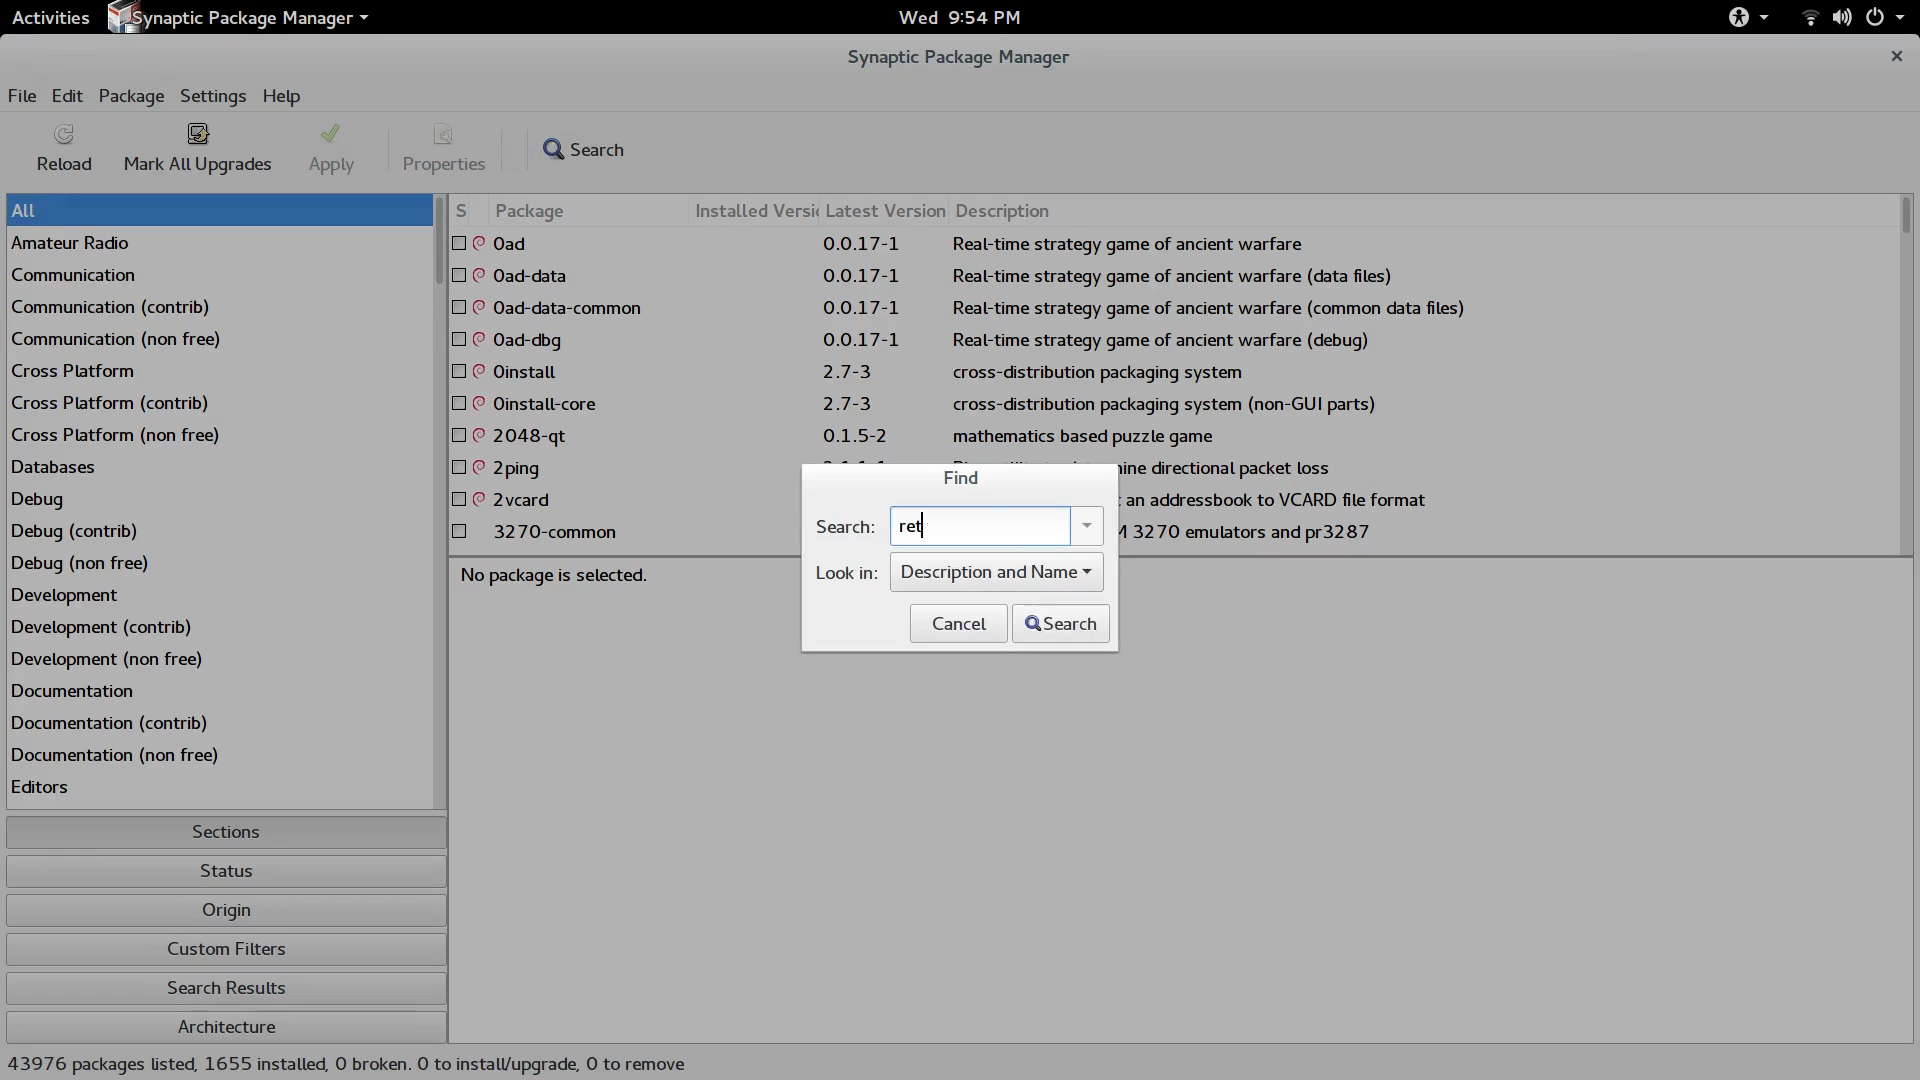 Activities Synaptic Package Manager Wed 9:54 PM
Synaptic Package Manager
File Edit Package Settings Help
Reload Mark All Upgrades Apply Properties Search
All
Amateur Radio
Communication
Communication (contrib)
Communication (non free)
Cross Platform
Cross Platform (contrib)
Cross Platform (non free)
Databases
Debug
Debug (contrib)
Debug (non free)
Development
Development (contrib)
Development (non free)
Documentation
Documentation (contrib)
Documentation (non free)
Editors
Sections
Status
Origin
Custom Filters
Search Results
Architecture
S Package Installed Versi Latest Version Description
0ad 0.0.17-1 Real-time strategy game of ancient warfare
0ad-data 0.0.17-1 Real-time strategy game of ancient warfare (data files)
0ad-data-common 0.0.17-1 Real-time strategy game of ancient warfare (common data files)
0ad-dbg 0.0.17-1 Real-time strategy game of ancient warfare (debug)
0install 2.7-3 cross-distribution packaging system
0install-core 2.7-3 cross-distribution packaging system (non-GUI parts)
2048-qt 0.1.5-2 mathematics based puzzle game
2ping directional packet loss
2vcard an addressbook to VCARD file format
3270-common 3270 emulators and pr3287
No package is selected.
Find
Search: ret
Look in: Description and Name
Cancel Search
43976 packages listed, 1655 installed, 0 broken. 0 to install/upgrade, 0 to remove